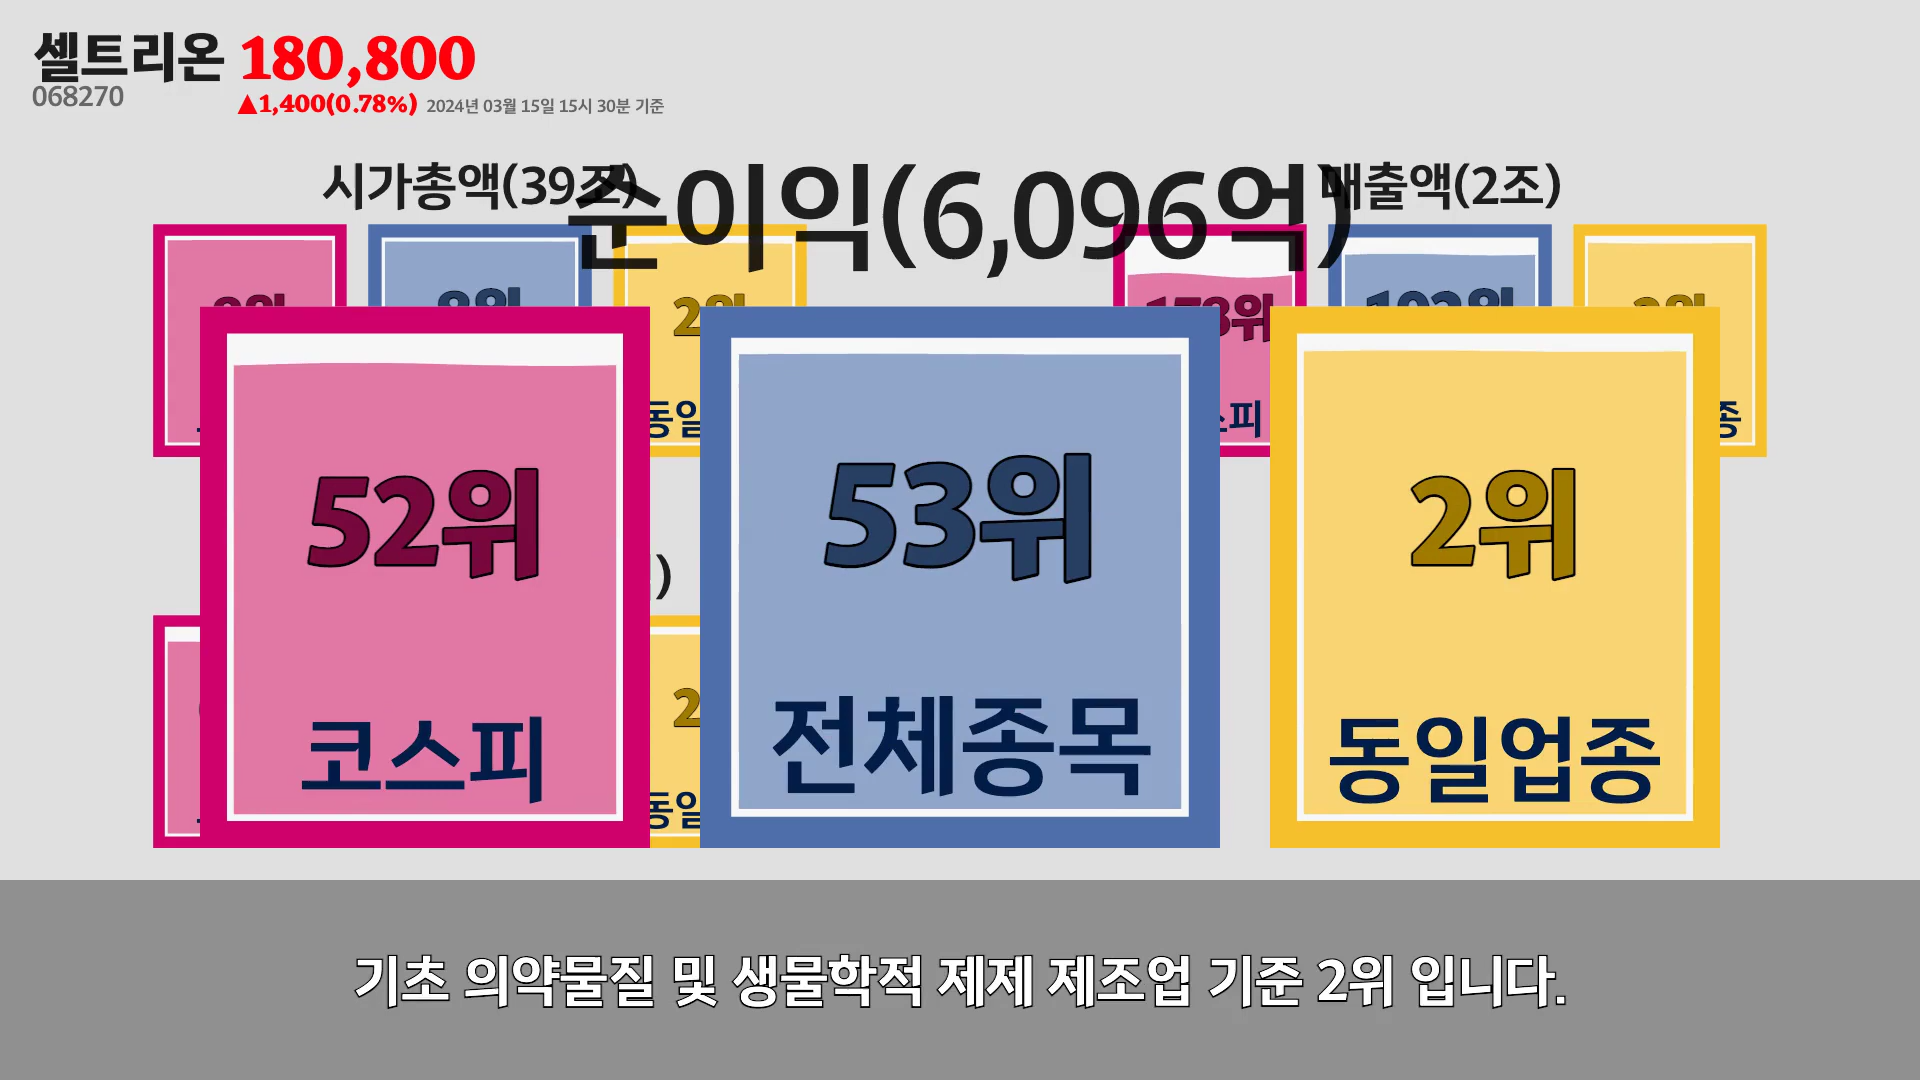 셀트리온 180,800
068270
▲1,400(0.78%) 2024년 03월 15일 15시 30분 기준
시가총액(39조)
순이익(6,096억)
매출액(2조)
52위
코스피
53위
전체종목
2위
동일업종
기초 의약물질 및 생물학적 제제 제조업 기준 2위 입니다.